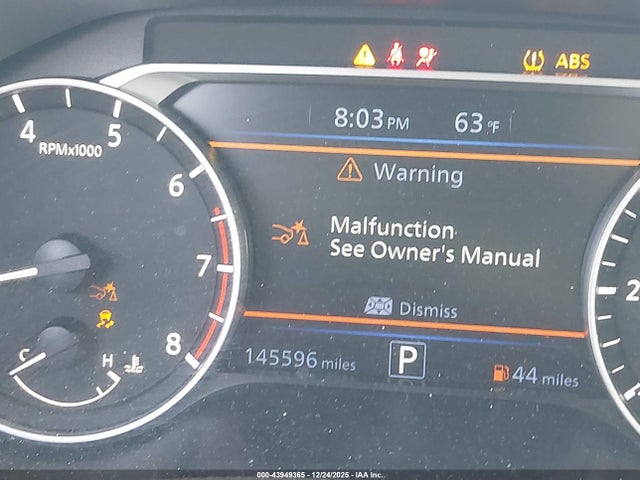 ABS
8:03 PM 63°F
4 5 6 7 8
RPMx1000
Warning
Malfunction
See Owner's Manual
Dismiss
C H
145596 miles P 44 miles
2
000-43949365 - 12/24/2025 - IAA Inc.